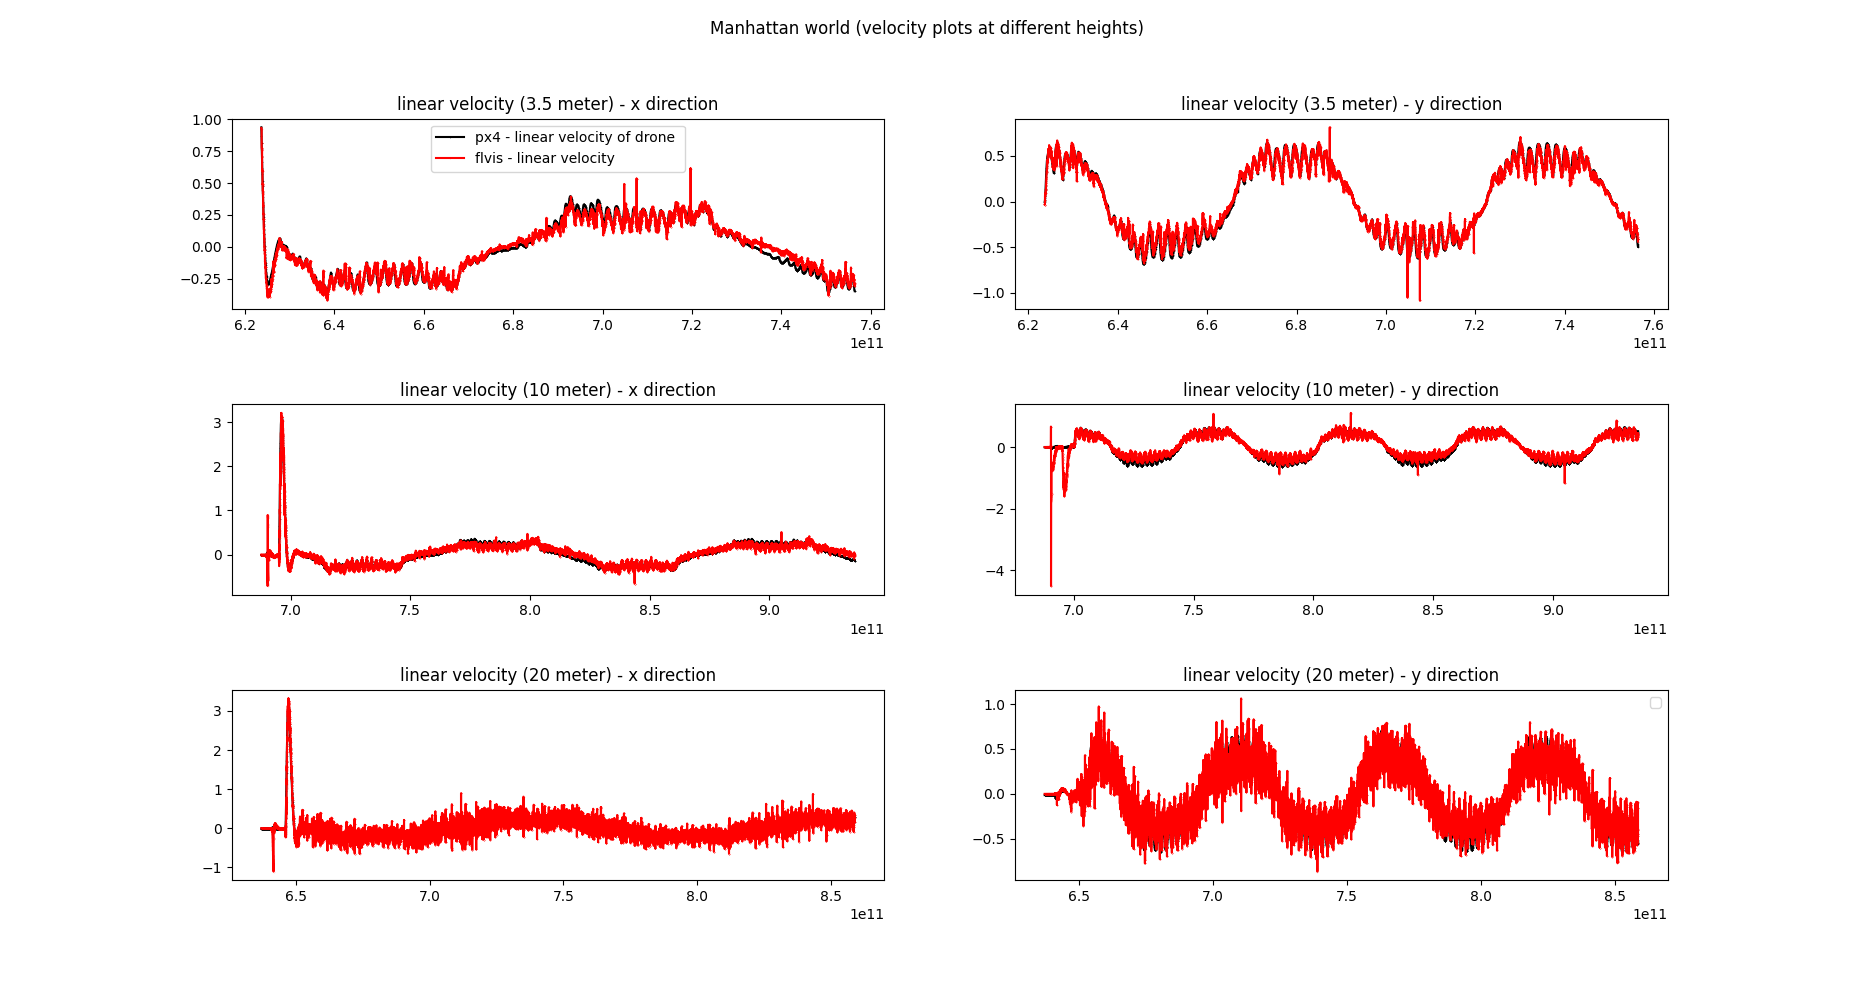 Manhattan world (velocity plots at different heights)
linear velocity (3.5 meter) - x direction
1.00
0.75
0.50
0.25
0.00
−0.25
px4 - linear velocity of drone
flvis - linear velocity
6.2 6.4 6.6 6.8 7.0 7.2 7.4 7.6
1e11
linear velocity (3.5 meter) - y direction
0.5
0.0
−0.5
−1.0
6.2 6.4 6.6 6.8 7.0 7.2 7.4 7.6
1e11
linear velocity (10 meter) - x direction
3
2
1
0
7.0 7.5 8.0 8.5 9.0
1e11
linear velocity (10 meter) - y direction
0
−2
−4
7.0 7.5 8.0 8.5 9.0
1e11
linear velocity (20 meter) - x direction
3
2
1
0
−1
6.5 7.0 7.5 8.0 8.5
1e11
linear velocity (20 meter) - y direction
1.0
0.5
0.0
−0.5
6.5 7.0 7.5 8.0 8.5
1e11